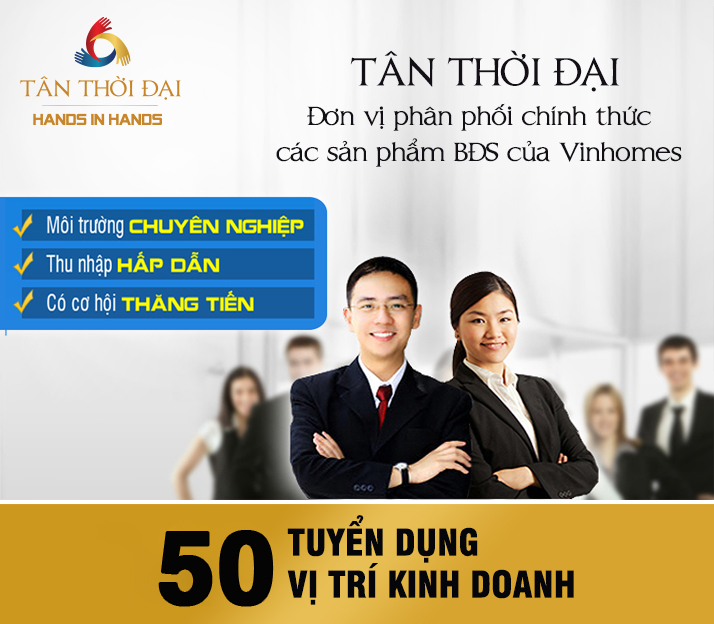 TÂN THỜI ĐẠI
HANDS IN HANDS
TÂN THỜI ĐẠI
Đơn vị phân phối chính thức
các sản phẩm BĐS của Vinhomes
Môi trường CHUYÊN NGHIỆP
Thu nhập HẤP DẪN
Có cơ hội THĂNG TIẾN
50 TUYỂN DỤNG
VỊ TRÍ KINH DOANH